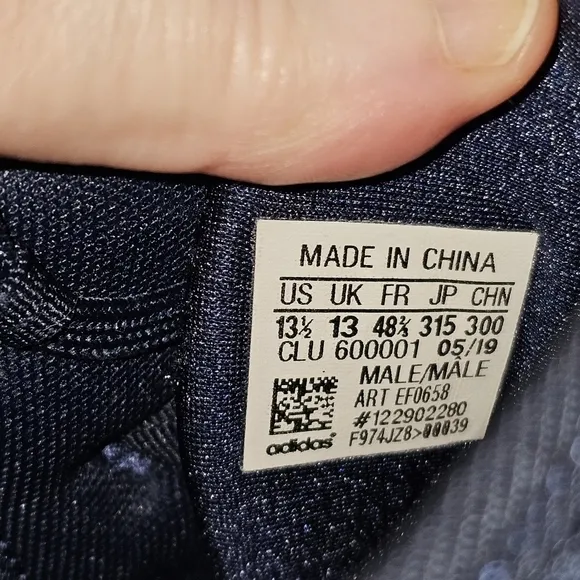 MADE IN CHINA
US UK FR JP CHN
13½ 13 48⅔ 315 300
CLU 600001 05/19
MALE/MÂLE
ART EF0658
#122902280
adidas F974JZ8>00039